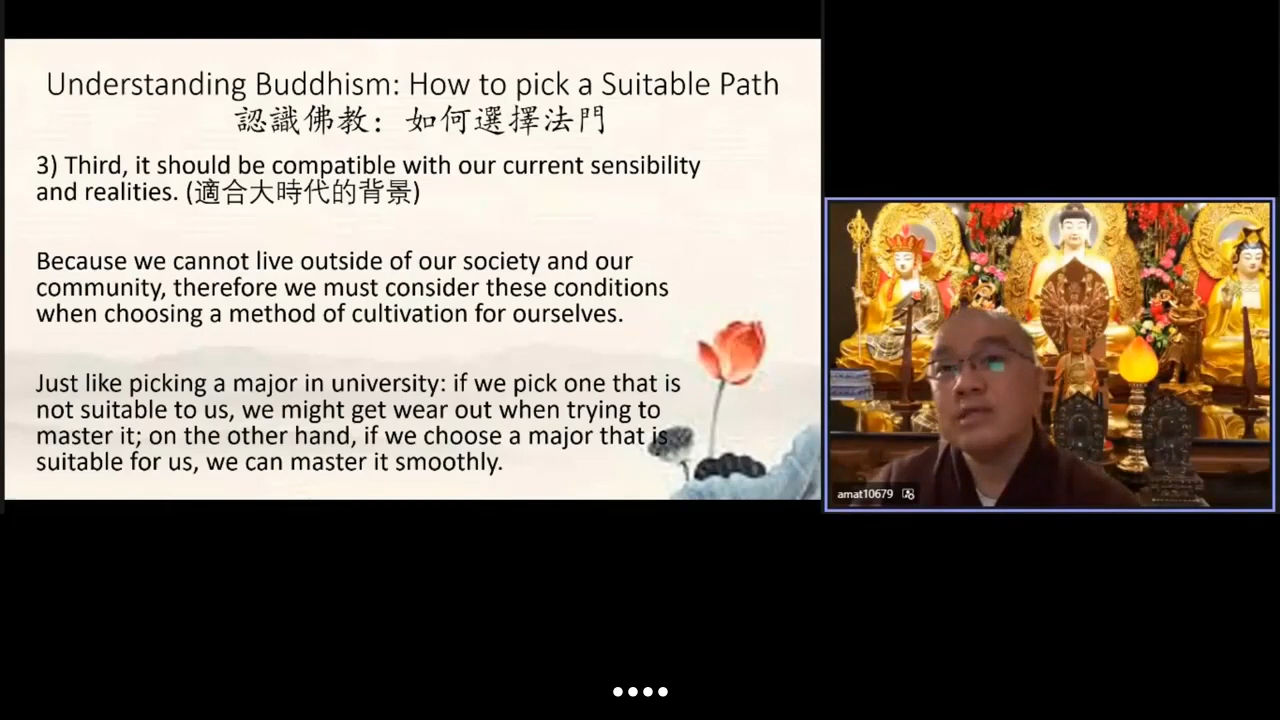 Understanding Buddhism: How to pick a Suitable Path
認識佛教：如何選擇法門
3) Third, it should be compatible with our current sensibility
and realities. (適合大時代的背景)
Because we cannot live outside of our society and our
community, therefore we must consider these conditions
when choosing a method of cultivation for ourselves.
Just like picking a major in university: if we pick one that is
not suitable to us, we might get wear out when trying to
master it; on the other hand, if we choose a major that is
suitable for us, we can master it smoothly.
amat10679